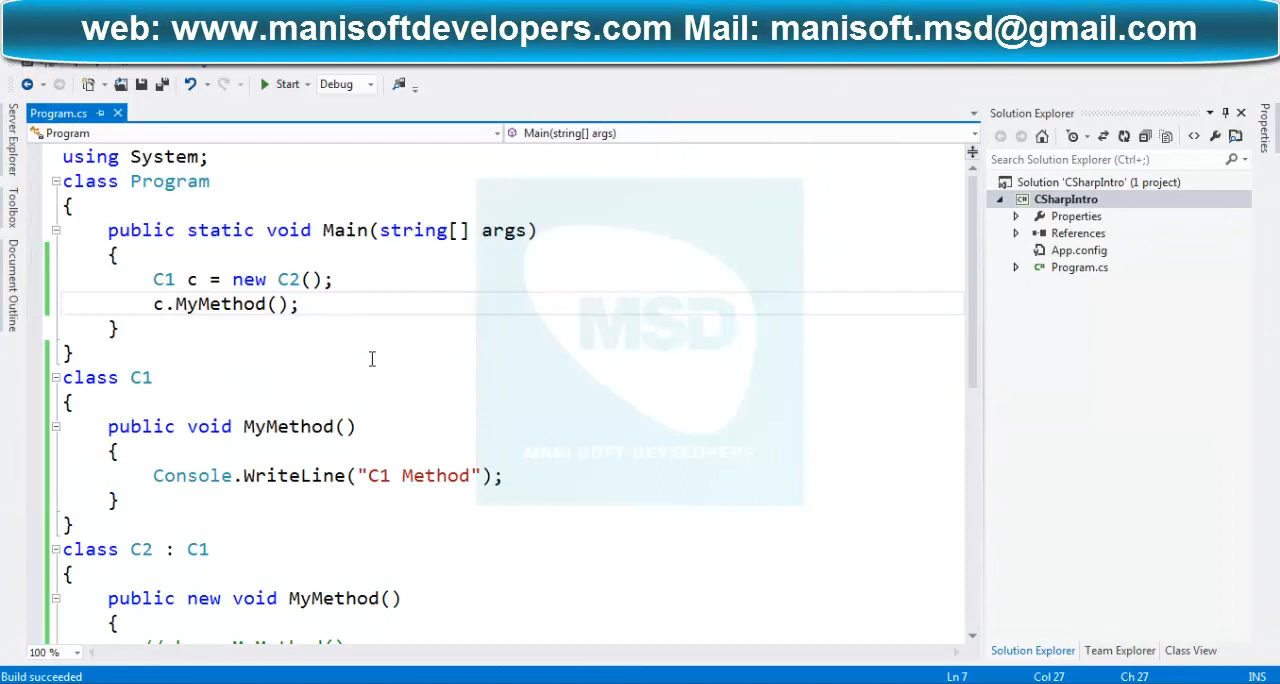 web: www.manisoftdevelopers.com Mail: manisoft.msd@gmail.com
Start
Debug
Program.cs
Program
Main(string[] args)
using System;
class Program
{
public static void Main(string[] args)
{
C1 c = new C2();
c.MyMethod();
}
}
class C1
{
public void MyMethod()
{
Console.WriteLine("C1 Method");
}
}
class C2 : C1
{
public new void MyMethod()
{
MSD
MANI SOFT DEVELOPERS
Server Explorer
Toolbox
Document Outline
Solution Explorer
Search Solution Explorer (Ctrl+;)
Solution 'CSharpIntro' (1 project)
CSharpIntro
Properties
References
App.config
Program.cs
Properties
100 %
Solution Explorer
Team Explorer
Class View
Build succeeded
Ln 7
Col 27
Ch 27
INS